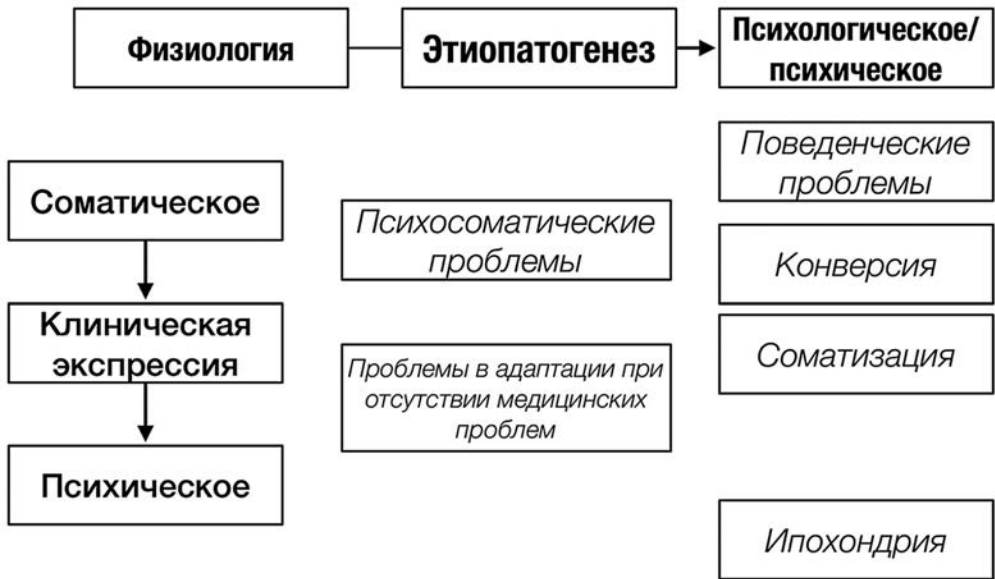 Физиология
Этиопатогенез
Психологическое/
психическое
Поведенческие
проблемы
Соматическое
Психосоматические
проблемы
Конверсия
Клиническая
экспрессия
Соматизация
Проблемы в адаптации при
отсутствии медицинских
проблем
Психическое
Ипохондрия